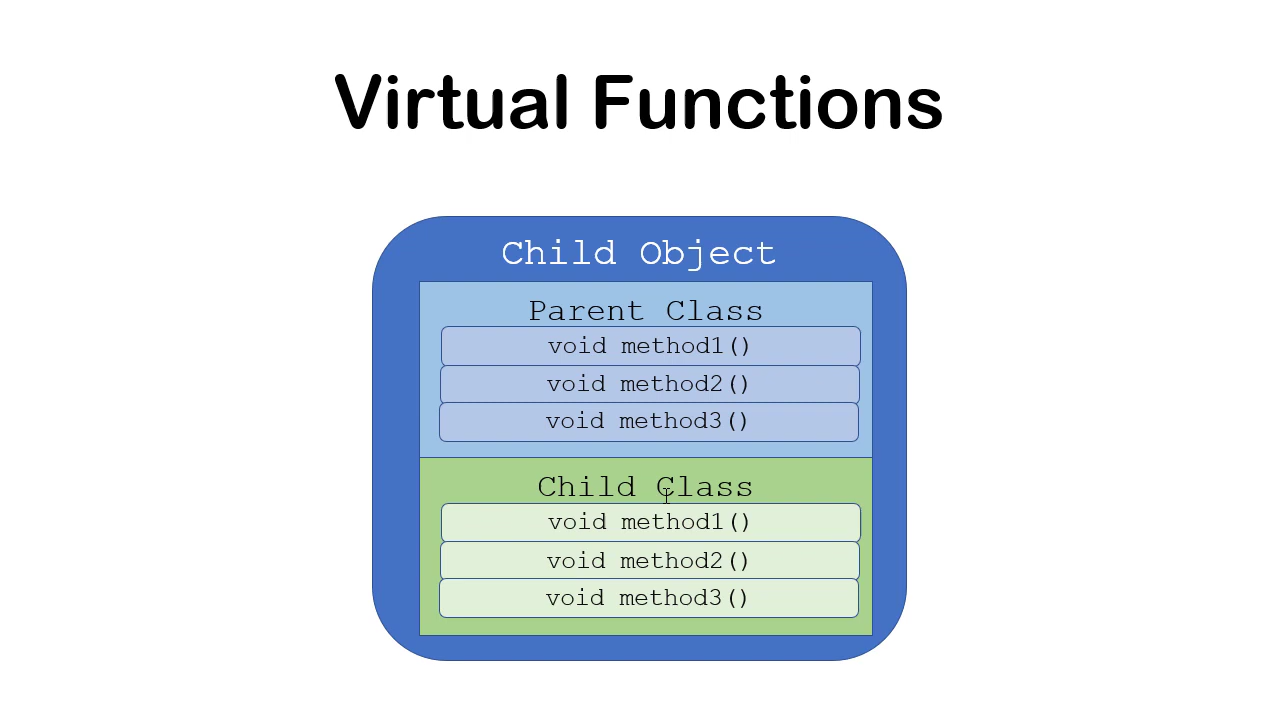 Virtual Functions
Child Object
Parent Class
void method1()
void method2()
void method3()
Child Class
void method1()
void method2()
void method3()